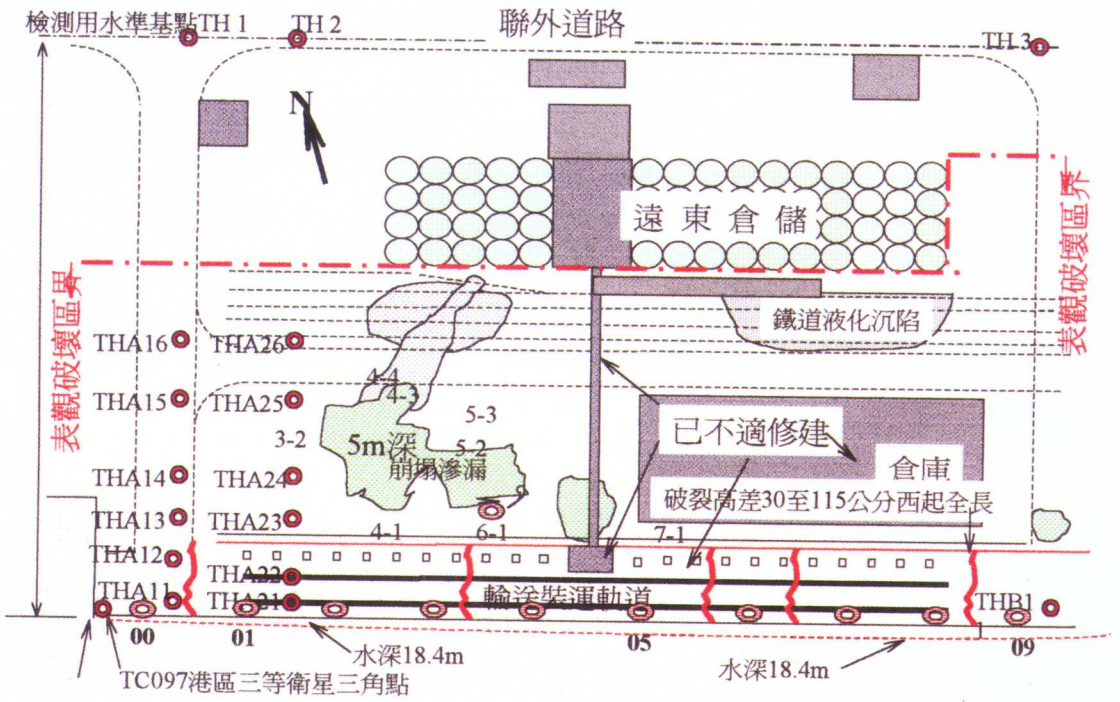 檢測用水準基點TH 1
TH 2
聯外道路
TH 3
N
遠東倉儲
表觀破壞區界
表觀破壞區界
鐵道液化沉陷
THA16
THA26
4-4
4-3
THA15
THA25
5-3
3-2
5m深
5-2
崩塌滲漏
已不適修建
倉庫
THA14
THA24
破裂高差30至115公分西起全長
THA13
THA23
4-1
6-1
7-1
THA12
THA22
THA11
THA21
輸送裝運軌道
THB1
00
01
05
09
1
水深18.4m
水深18.4m
TC097港區三等衛星三角點